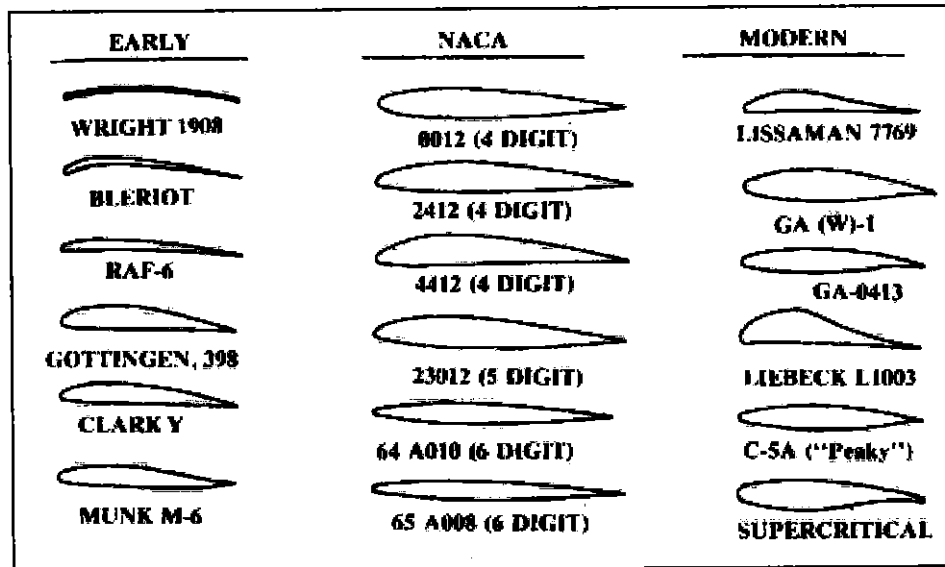 EARLY
WRIGHT 1908
BLERIOT
RAF-6
GOTTINGEN, 398
CLARK Y
MUNK M-6
NACA
0012 (4 DIGIT)
2412 (4 DIGIT)
4412 (4 DIGIT)
23012 (5 DIGIT)
64 A010 (6 DIGIT)
65 A008 (6 DIGIT)
MODERN
LISSAMAN 7769
GA (W)-1
GA-0413
LIEBECK L1003
C-5A ("Peaky")
SUPERCRITICAL